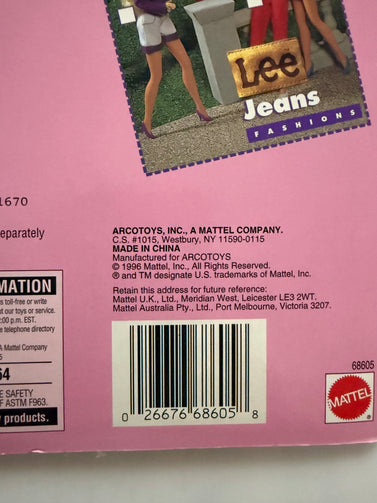 Lee
Jeans
FASHIONS
1670
eparately
ARCOTOYS, INC., A MATTEL COMPANY.
C.S. #1015, Westbury, NY 11590-0115
MADE IN CHINA
Manufactured for ARCOTOYS
© 1996 Mattel, Inc., All Rights Reserved.
® and TM designate U.S. trademarks of Mattel, Inc.
Retain this address for future reference:
Mattel U.K., Ltd., Meridian West, Leicester LE3 2WT.
Mattel Australia Pty., Ltd., Port Melbourne, Victoria 3207.
MATION
s toll-free or write
out our toys or service.
:00 p.m. EST.
e telephone directory
A Mattel Company
5
64
E SAFETY
OF ASTM F963.
r products.
0 26676 68605 8
68605
MATTEL